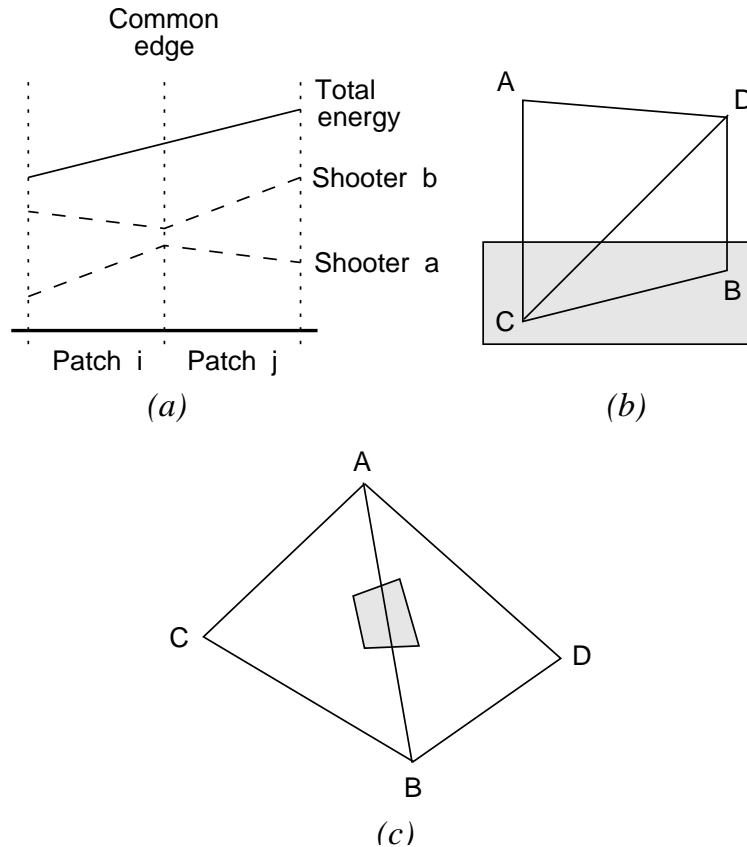 Common
edge
Total
energy
Shooter b
Shooter a
Patch i Patch j
(a)
A
D
B
C
(b)
A
C
D
B
(c)